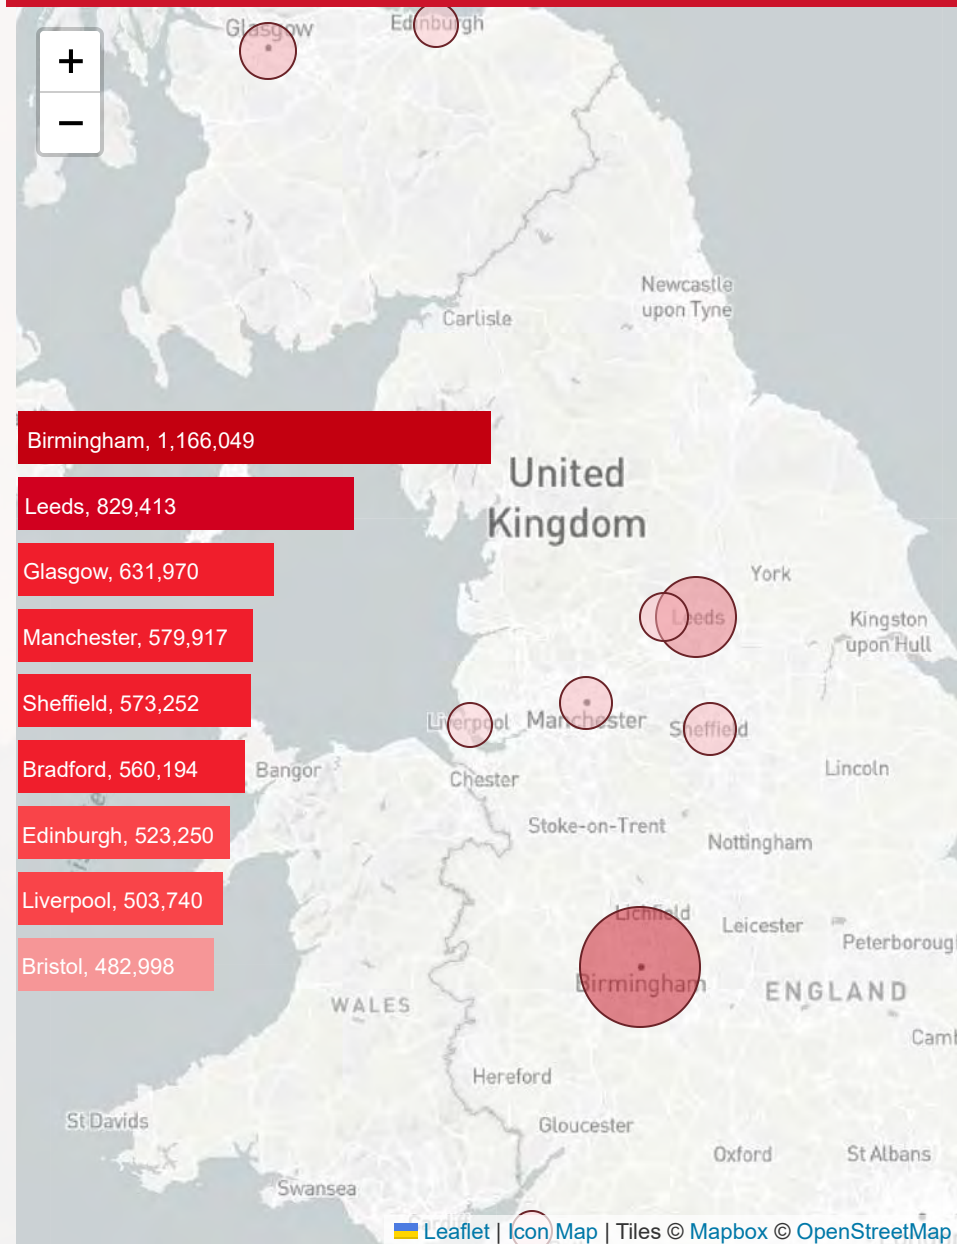 Glasgow
Edinburgh
+
−
Newcastle
upon Tyne
Carlisle
Birmingham, 1,166,049
United
Kingdom
Leeds, 829,413
Glasgow, 631,970
York
Leeds
Kingston
upon Hull
Manchester, 579,917
Sheffield, 573,252
Liverpool
Manchester
Sheffield
Bradford, 560,194
Bangor
Chester
Lincoln
Edinburgh, 523,250
Stoke-on-Trent
Nottingham
Liverpool, 503,740
Lichfield
Leicester
Peterboroug
Bristol, 482,998
Birmingham
WALES
ENGLAND
Camb
Hereford
St Davids
Gloucester
Oxford
St Albans
Swansea
Cardiff
Leaflet | Icon Map | Tiles © Mapbox © OpenStreetMap